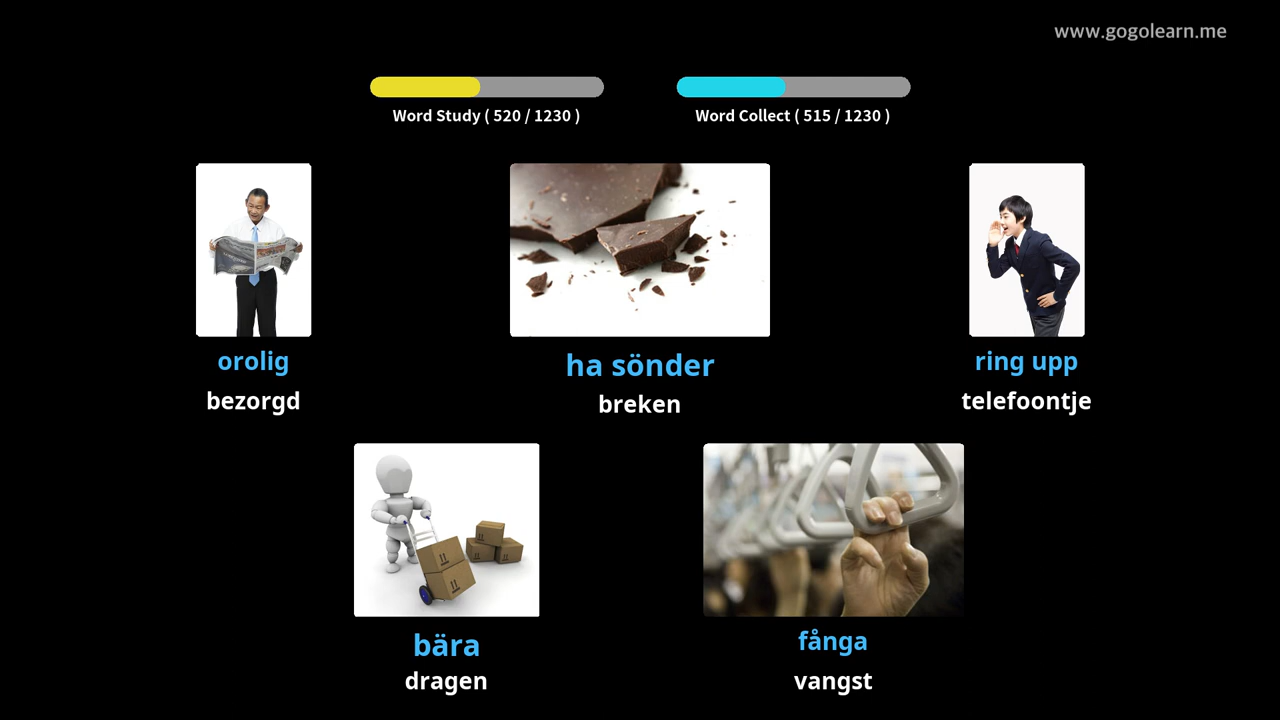 www.gogolearn.me
Word Study ( 520 / 1230 )
Word Collect ( 515 / 1230 )
orolig
bezorgd
ha sönder
breken
ring upp
telefoontje
bära
dragen
fånga
vangst